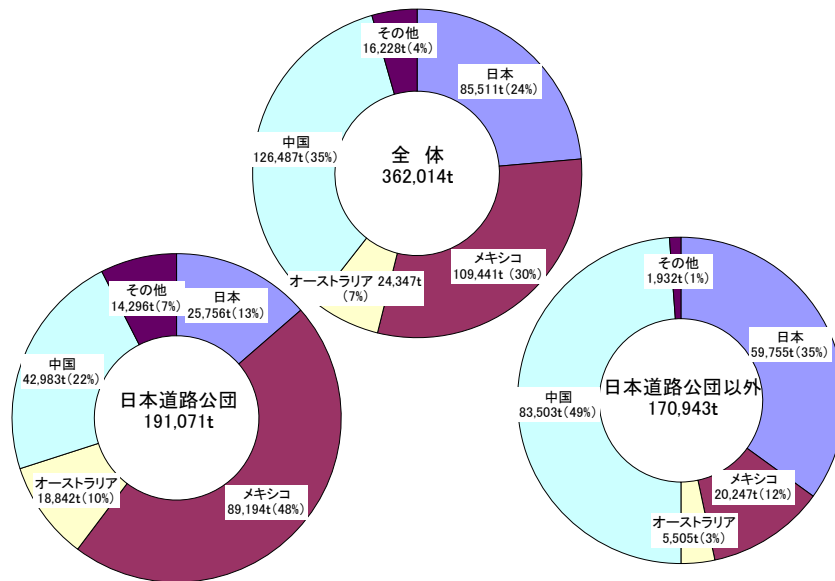 その他
16,228t(4%)
日本
85,511t(24%)
中国
126,487t(35%)
全 体
362,014t
メキシコ
109,441t (30%)
オーストラリア 24,347t
(7%)
その他
14,296t(7%)
日本
25,756t(13%)
中国
42,983t(22%)
日本道路公団
191,071t
オーストラリア
18,842t(10%)
メキシコ
89,194t(48%)
その他
1,932t(1%)
日本
59,755t(35%)
中国
83,503t(49%)
日本道路公団以外
170,943t
メキシコ
20,247t(12%)
オーストラリア
5,505t(3%)